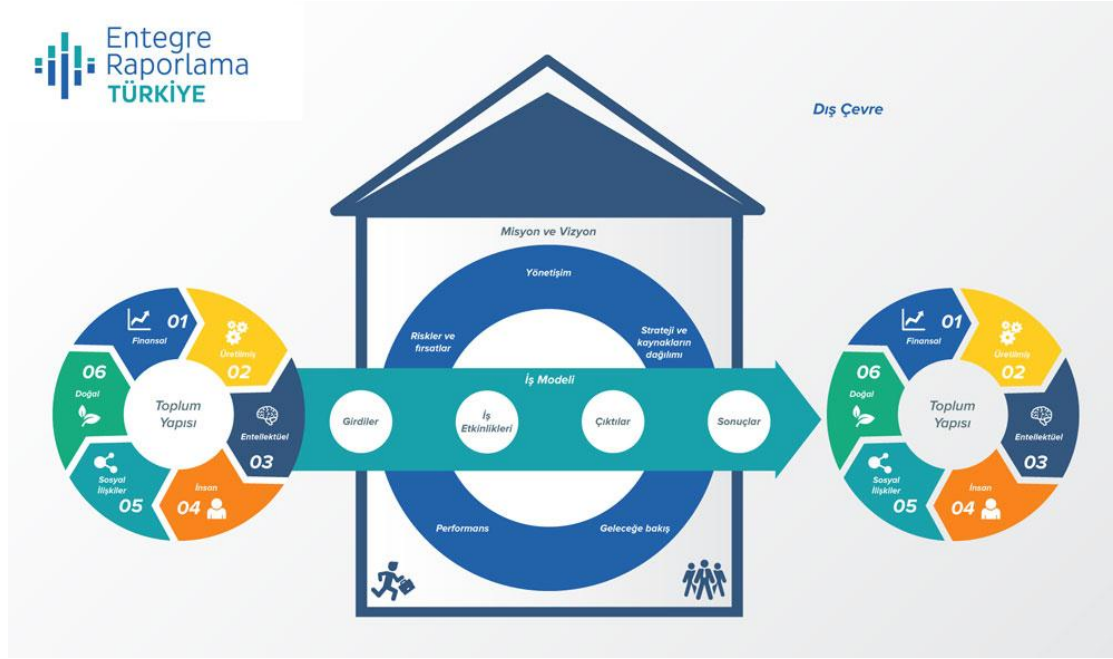 Entegre
Raporlama
TÜRKİYE
Dış Çevre
Misyon ve Vizyon
Yönetişim
Riskler ve
fırsatlar
Strateji ve
kaynakların
dağılımı
01
Finansal
Üretilmiş
02
Entellektüel
03
İnsan
04
Sosyal
İlişkiler
05
06
Doğal
Toplum
Yapısı
İş Modeli
Girdiler
İş
Etkinlikleri
Çıktılar
Sonuçlar
Performans
Geleceğe bakış
01
Finansal
Üretilmiş
02
Entellektüel
03
İnsan
04
Sosyal
İlişkiler
05
06
Doğal
Toplum
Yapısı